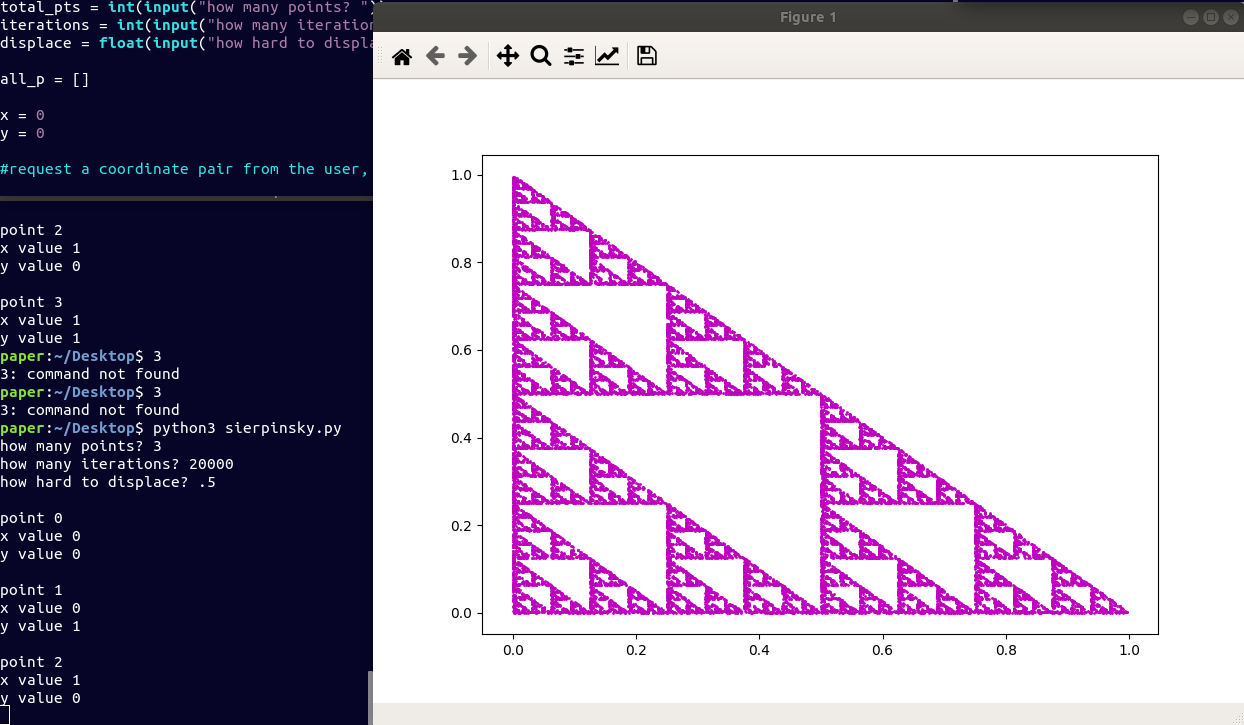 total_pts = int(input("how many points? "))
iterations = int(input("how many iteration
displace = float(input("how hard to displa
all_p = []
x = 0
y = 0
#request a coordinate pair from the user,
point 2
x value 1
y value 0
point 3
x value 1
y value 1
paper:~/Desktop$ 3
3: command not found
paper:~/Desktop$ 3
3: command not found
paper:~/Desktop$ python3 sierpinsky.py
how many points? 3
how many iterations? 20000
how hard to displace? .5
point 0
x value 0
y value 0
point 1
x value 0
y value 1
point 2
x value 1
y value 0
Figure 1
1.0
0.8
0.6
0.4
0.2
0.0
0.0 0.2 0.4 0.6 0.8 1.0